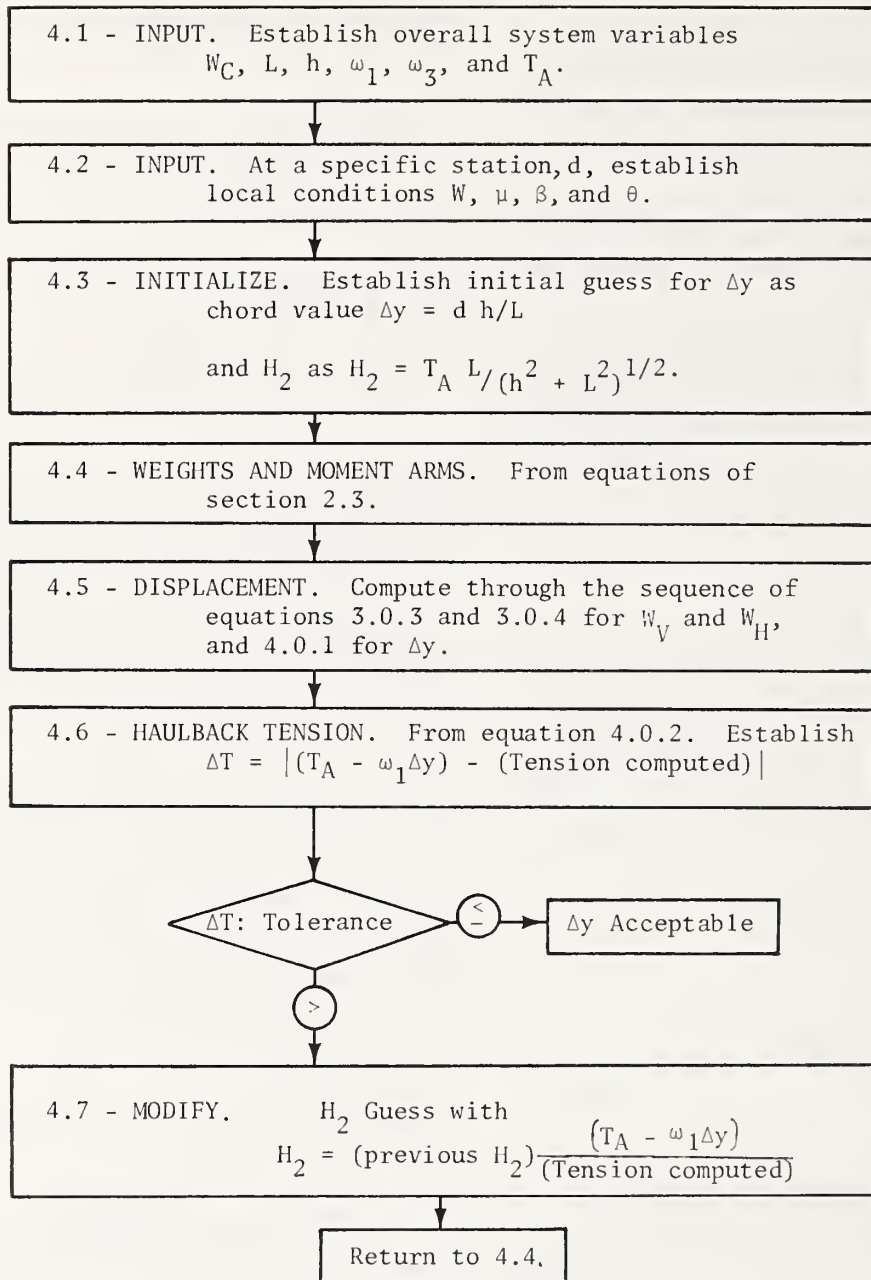 4.1 - INPUT. Establish overall system variables
W_C, L, h, ω_1, ω_3, and T_A.
4.2 - INPUT. At a specific station, d, establish
local conditions W, μ, β, and θ.
4.3 - INITIALIZE. Establish initial guess for Δy as
chord value Δy = d h/L
and H_2 as H_2 = T_A L/(h^2 + L^2)^1/2.
4.4 - WEIGHTS AND MOMENT ARMS. From equations of
section 2.3.
4.5 - DISPLACEMENT. Compute through the sequence of
equations 3.0.3 and 3.0.4 for W_V and W_H,
and 4.0.1 for Δy.
4.6 - HAULBACK TENSION. From equation 4.0.2. Establish
ΔT = |(T_A - ω_1Δy) - (Tension computed)|
ΔT: Tolerance
≤
Δy Acceptable
>
4.7 - MODIFY. H_2 Guess with
H_2 = (previous H_2) (T_A - ω_1Δy)
(Tension computed)
Return to 4.4.